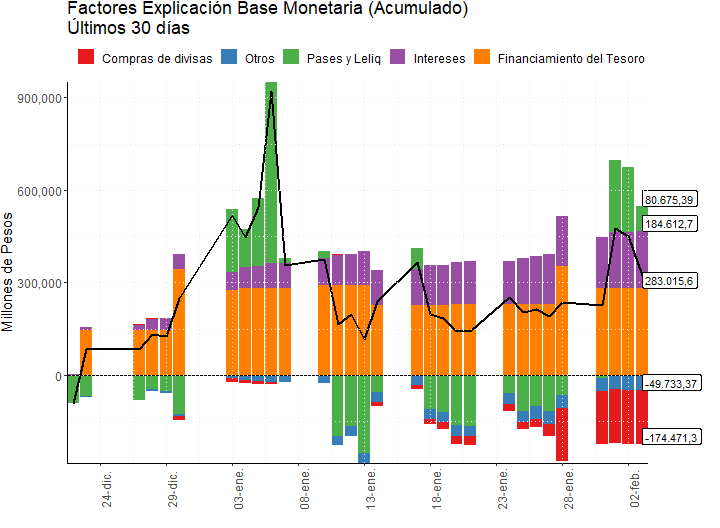 Factores Explicación Base Monetaria (Acumulado)
Últimos 30 días
Compras de divisas Otros Pases y Leliq Intereses Financiamiento del Tesoro
Millones de Pesos
900,000
600,000
300,000
0
80.675,39
184.612,7
283.015,6
-49.733,37
-174.471,3
24-dic.
29-dic.
03-ene.
08-ene.
13-ene.
18-ene.
23-ene.
28-ene.
02-feb.